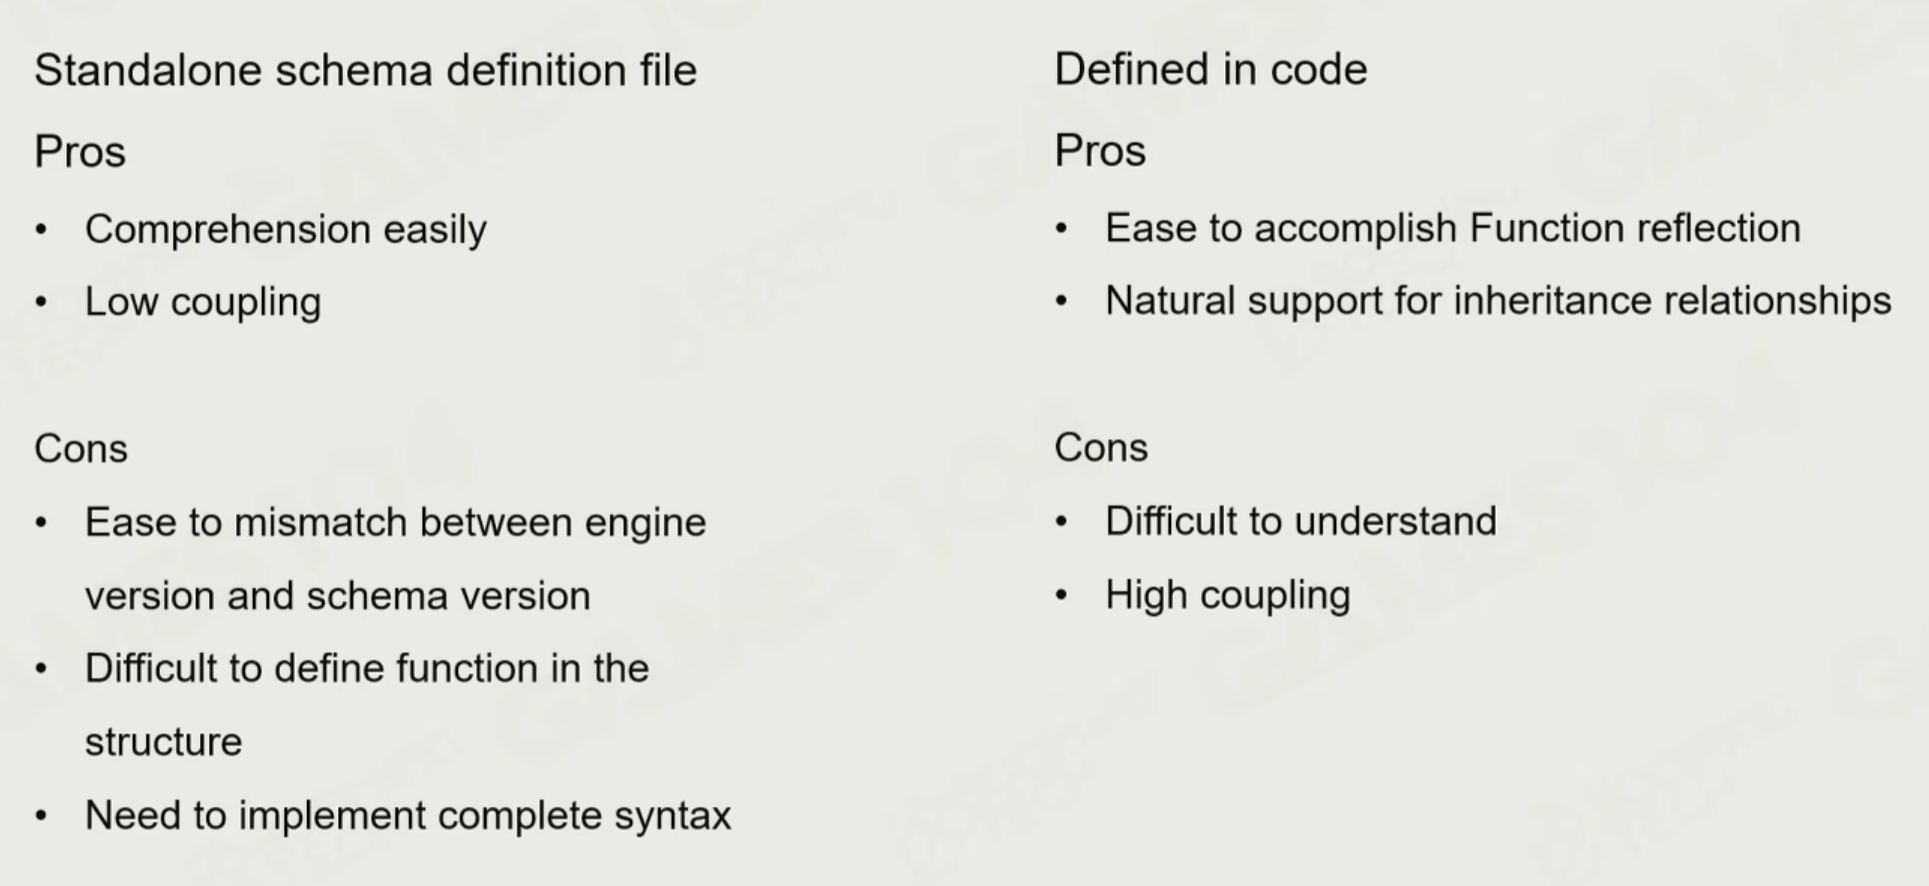 Standalone schema definition file
Pros
• Comprehension easily
• Low coupling
Cons
• Ease to mismatch between engine
version and schema version
• Difficult to define function in the
structure
• Need to implement complete syntax
Defined in code
Pros
• Ease to accomplish Function reflection
• Natural support for inheritance relationships
Cons
• Difficult to understand
• High coupling
GAMES104